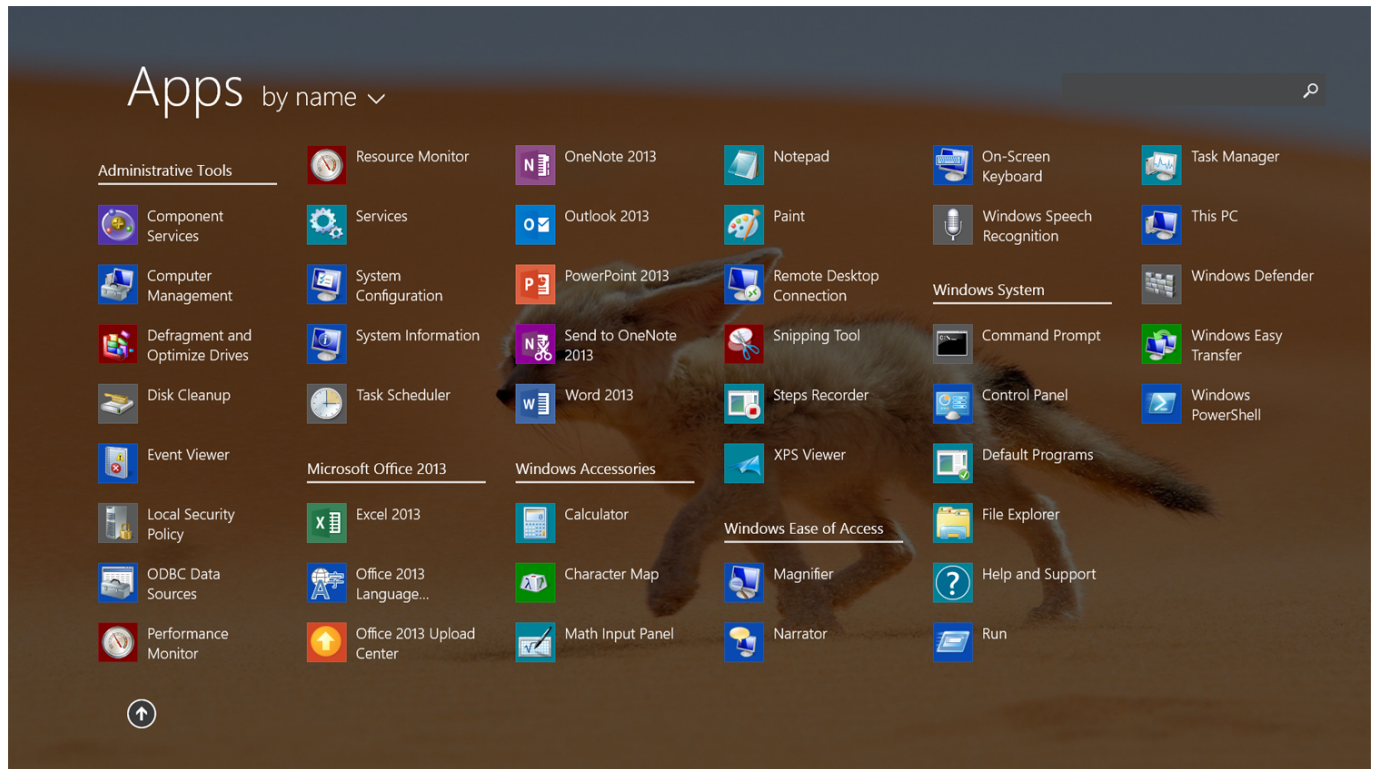 Apps by name
Administrative Tools
Component
Services
Computer
Management
Defragment and
Optimize Drives
Disk Cleanup
Event Viewer
Local Security
Policy
ODBC Data
Sources
Performance
Monitor
Resource Monitor
Services
System
Configuration
System Information
Task Scheduler
Microsoft Office 2013
Excel 2013
Office 2013
Language...
Office 2013 Upload
Center
OneNote 2013
Outlook 2013
PowerPoint 2013
Send to OneNote
2013
Word 2013
Windows Accessories
Calculator
Character Map
Math Input Panel
Notepad
Paint
Remote Desktop
Connection
Snipping Tool
Steps Recorder
XPS Viewer
Windows Ease of Access
Magnifier
Narrator
On-Screen
Keyboard
Windows Speech
Recognition
Windows System
Command Prompt
Control Panel
Default Programs
File Explorer
Help and Support
Run
Task Manager
This PC
Windows Defender
Windows Easy
Transfer
Windows
PowerShell